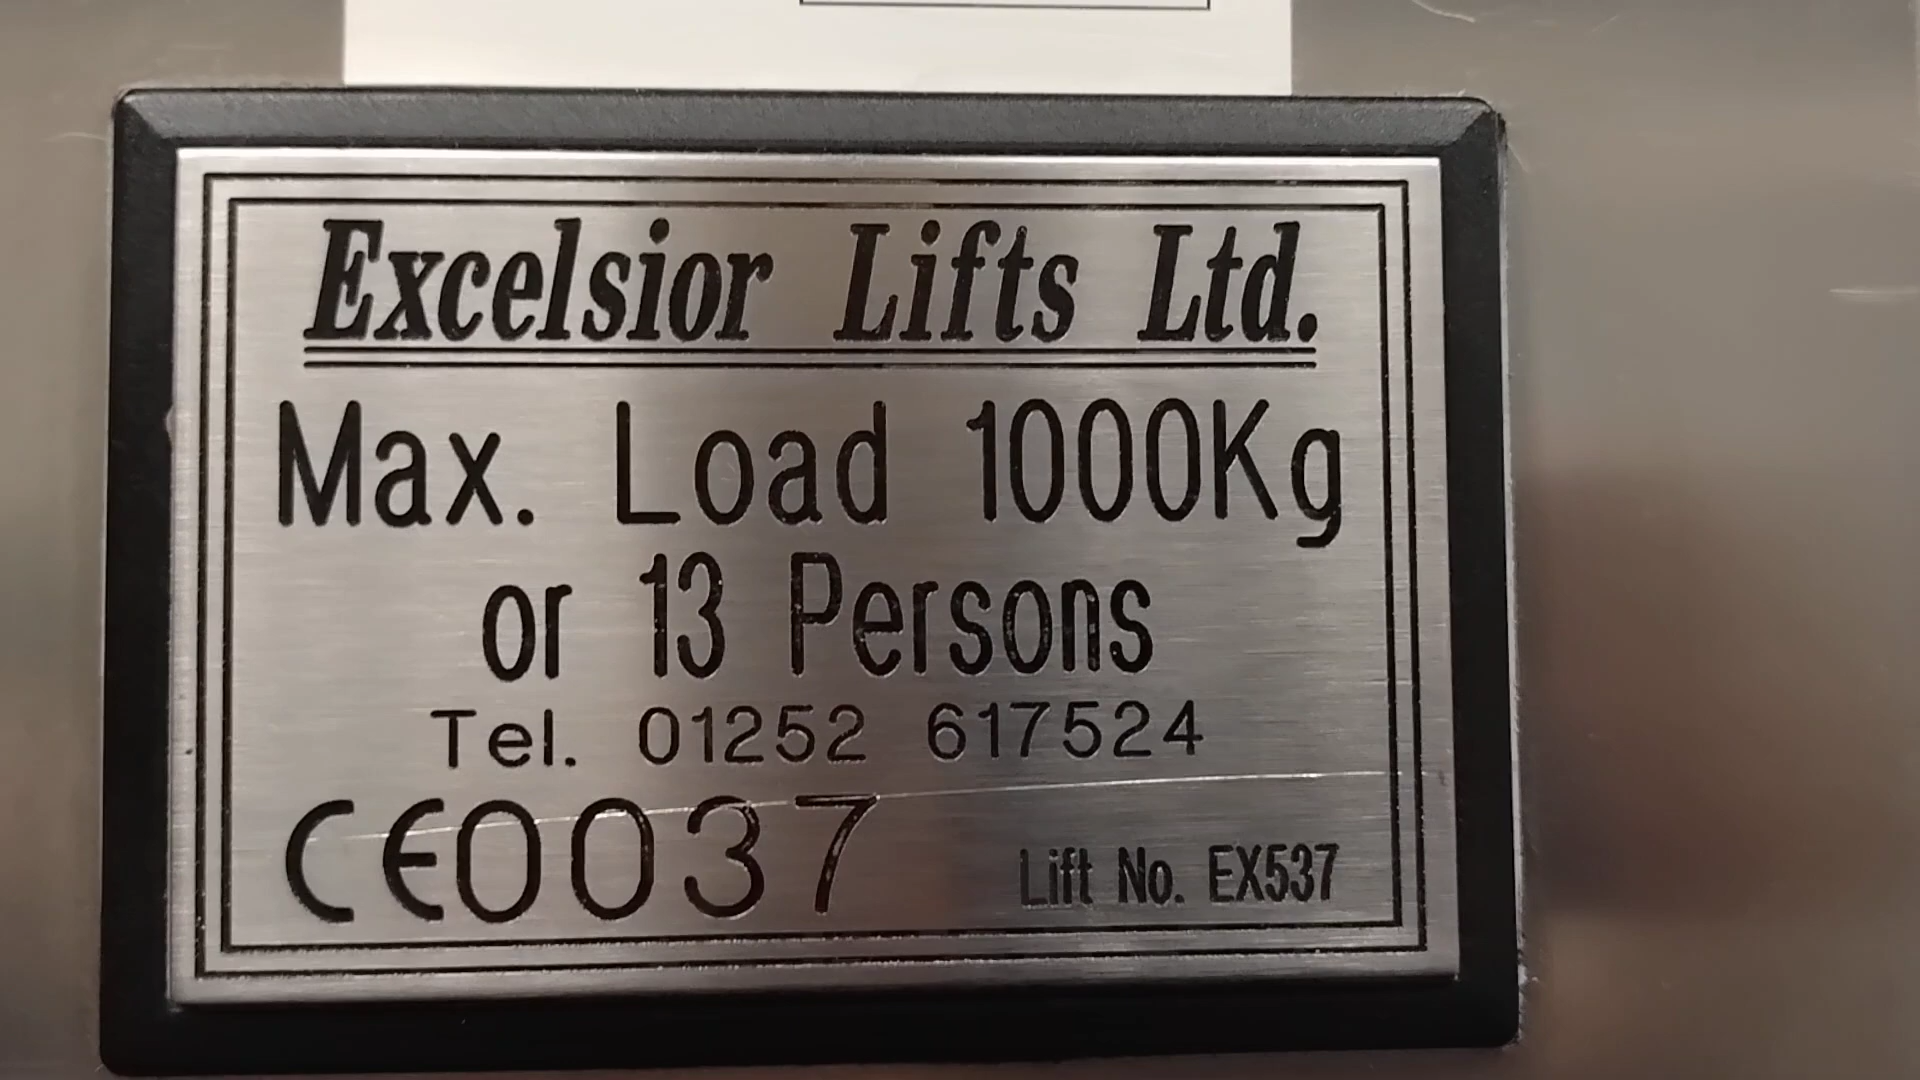 Excelsior Lifts Ltd.
Max. Load 1000Kg
or 13 Persons
Tel. 01252 617524
CE0037 Lift No. EX537